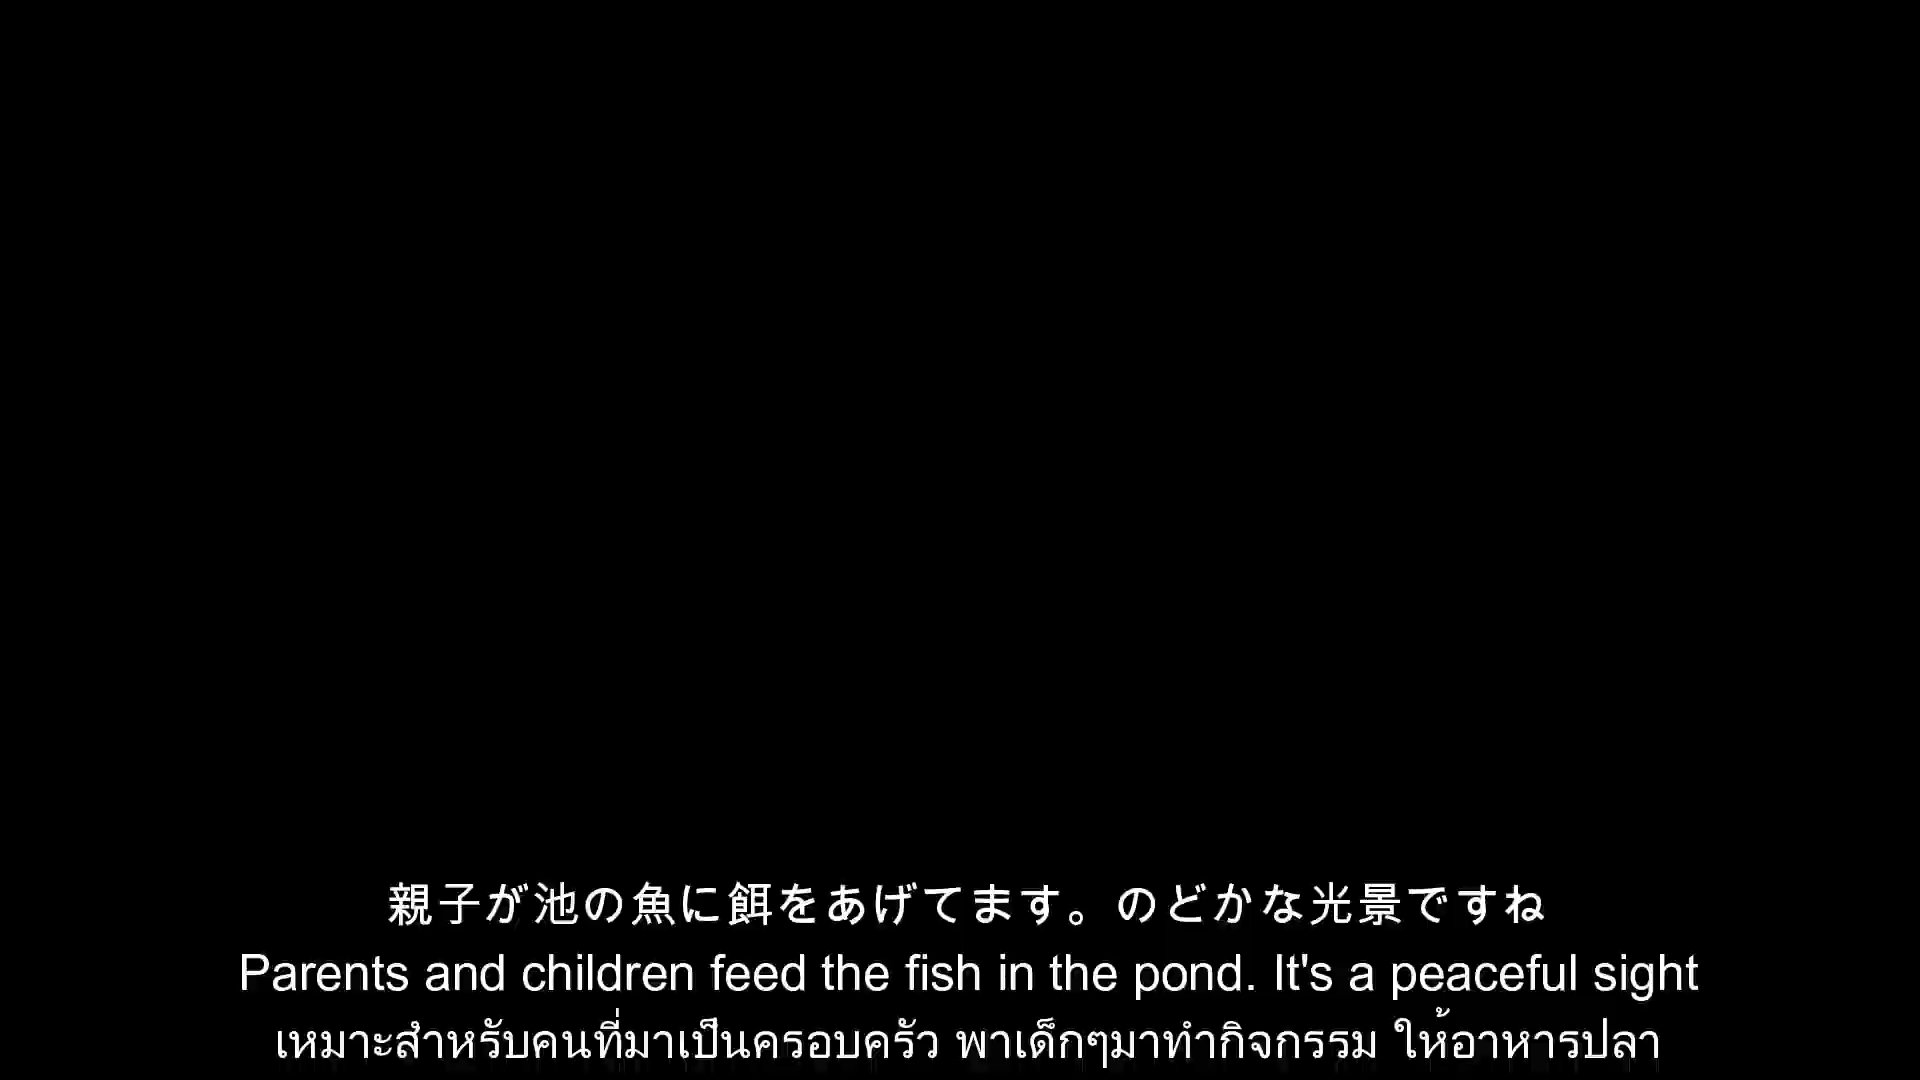 親子が池の魚に餌をあげてます。のどかな光景ですね
Parents and children feed the fish in the pond. It's a peaceful sight
เหมาะสำหรับคนที่มาเป็นครอบครัว พาเด็กๆมาทำกิจกรรม ให้อาหารปลา